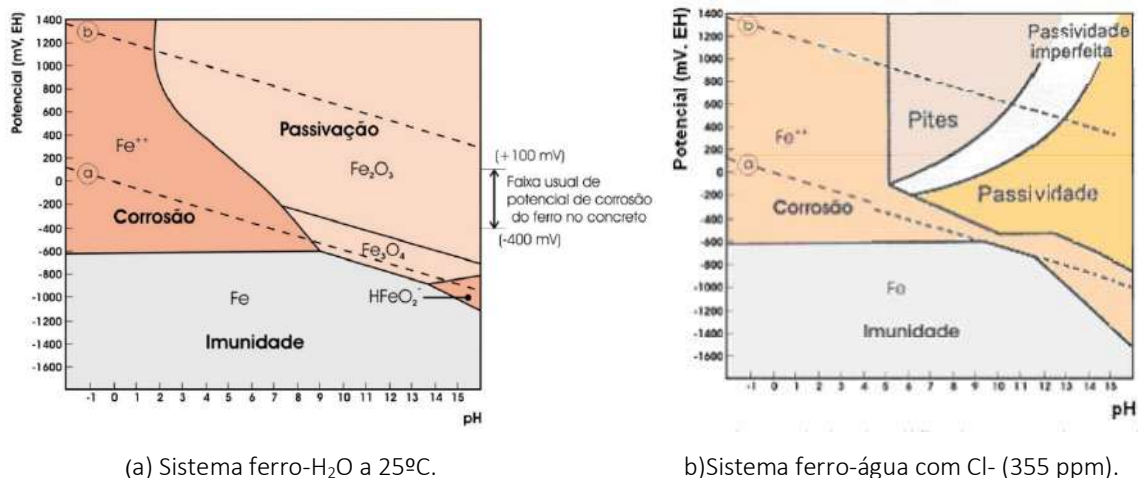 Potencial (mV, EH)
1400
1200
1000
800
600
400
200
0
-200
-400
-600
-800
-1000
-1200
-1400
-1600
b
a
Fe++
Corrosão
Passivação
Fe₂O₃
Fe₃O₄
HFeO₂⁻
Fe
Imunidade
-1 0 1 2 3 4 5 6 7 8 9 10 11 12 13 14 15
pH
(+100 mV)
Faixa usual de
potencial de corrosão
do ferro no concreto
(-400 mV)
(a) Sistema ferro-H₂O a 25ºC.
Potencial (mV. EH)
1400
1200
1000
800
600
400
200
0
-200
-400
-600
-800
-1000
-1200
-1400
-1600
b
a
Fe++
Corrosão
Pites
Passividade
imperfeita
Passividade
Fe
Imunidade
-1 0 1 2 3 4 5 6 7 8 9 10 11 12 13 14 15
pH
b)Sistema ferro-água com Cl- (355 ppm).